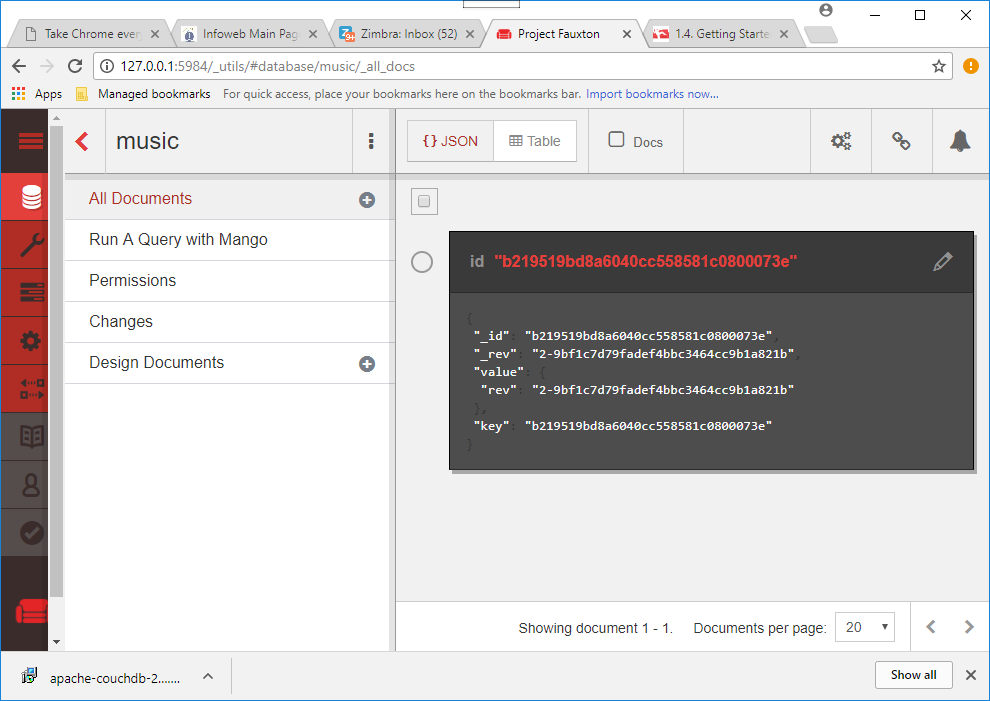 Take Chrome every
Infoweb Main Pag
Zimbra: Inbox (52)
Project Fauxton
1.4. Getting Starte
127.0.0.1:5984/_utils/#database/music/_all_docs
Apps
Managed bookmarks
For quick access, place your bookmarks here on the bookmarks bar. Import bookmarks now...
music
{} JSON
Table
Docs
All Documents
Run A Query with Mango
Permissions
Changes
Design Documents
id "b219519bd8a6040cc558581c0800073e"
{
"_id": "b219519bd8a6040cc558581c0800073e",
"_rev": "2-9bf1c7d79fadef4bbc3464cc9b1a821b",
"value": {
"rev": "2-9bf1c7d79fadef4bbc3464cc9b1a821b"
},
"key": "b219519bd8a6040cc558581c0800073e"
}
Showing document 1 - 1.
Documents per page:
20
apache-couchdb-2.......
Show all